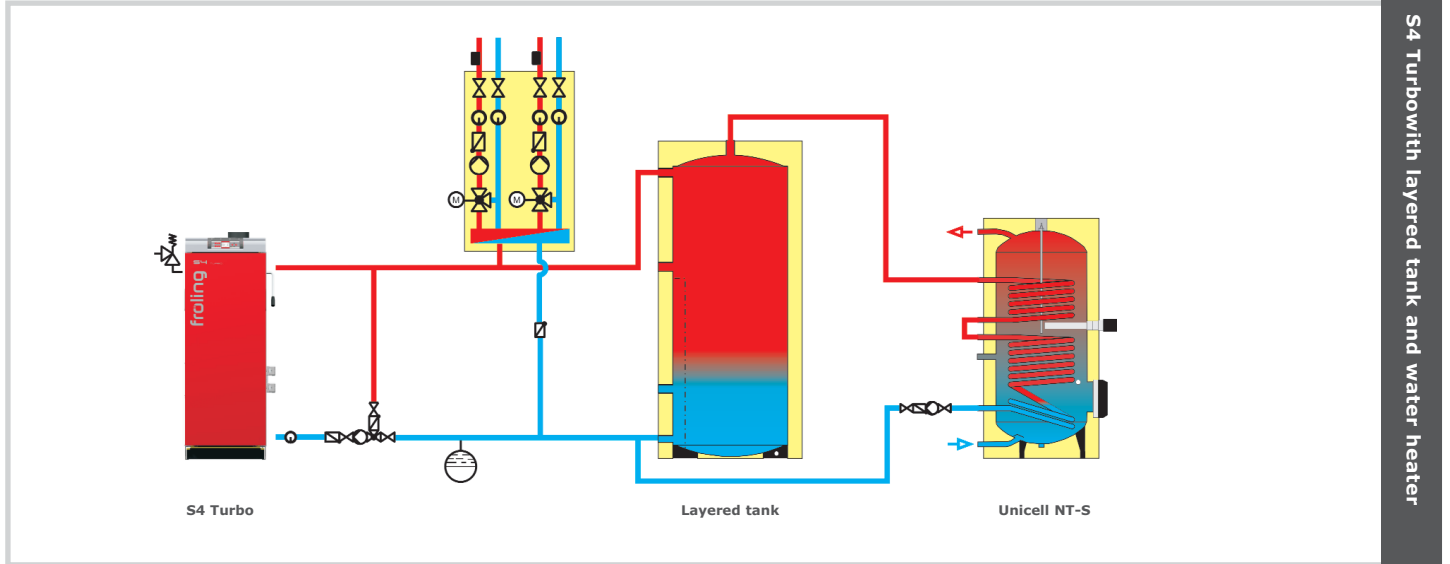 S4 Turbowith layered tank and water heater
M
M
froling
S4 Turbo
Layered tank
Unicell NT-S